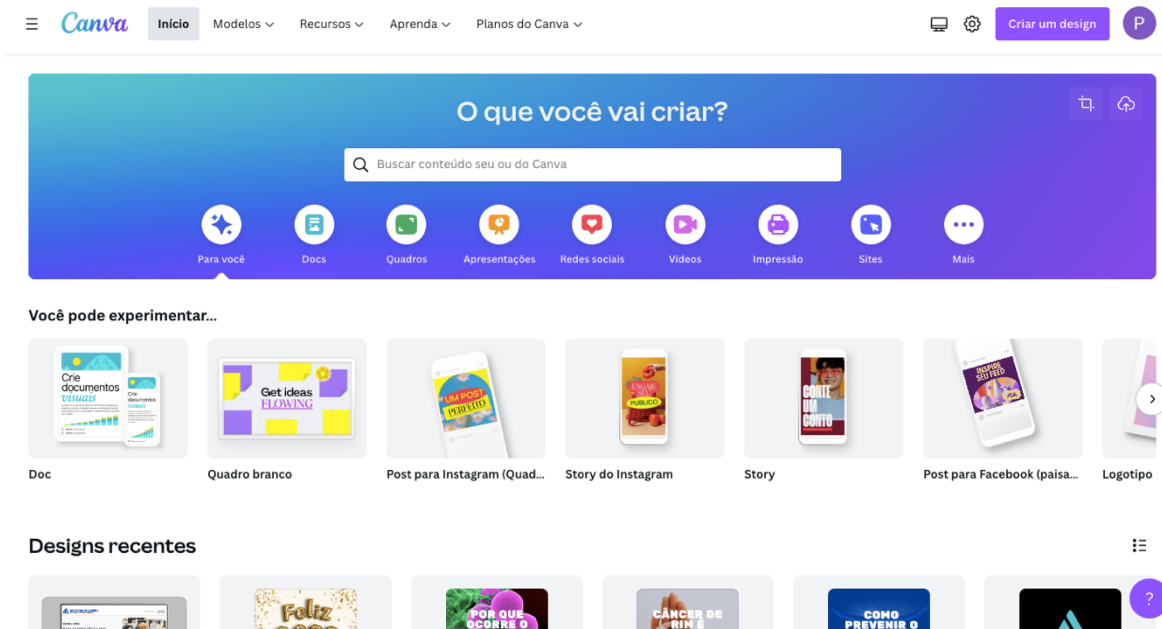 Canva
Início
Modelos
Recursos
Aprenda
Planos do Canva
Criar um design
P
O que você vai criar?
Buscar conteúdo seu ou do Canva
Para você
Docs
Quadros
Apresentações
Redes sociais
Vídeos
Impressão
Sites
Mais
Você pode experimentar...
Crie
documentos
visuais
Crie
documentos
visuais
Get ideas
FLOWING
UM POST
PERFEITO
ENGAJE
SEU
PÚBLICO
CONTE
UM
CONTO
INSPIRE
SEU FEED
Doc
Quadro branco
Post para Instagram (Quad...
Story do Instagram
Story
Post para Facebook (paisa...
Logotipo
Designs recentes
Feliz
POR QUE
OCORRE O
CÂNCER DE
RIM É
COMO
PREVENIR O
?